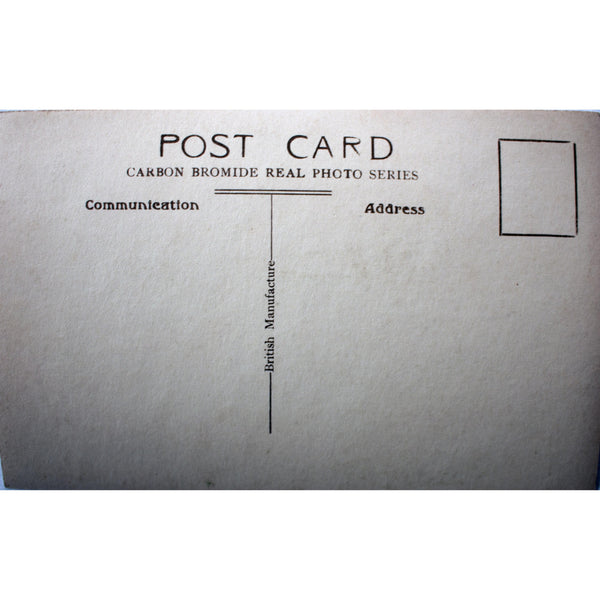 POST CARD
CARBON BROMIDE REAL PHOTO SERIES
Communication
Address
British Manufacture